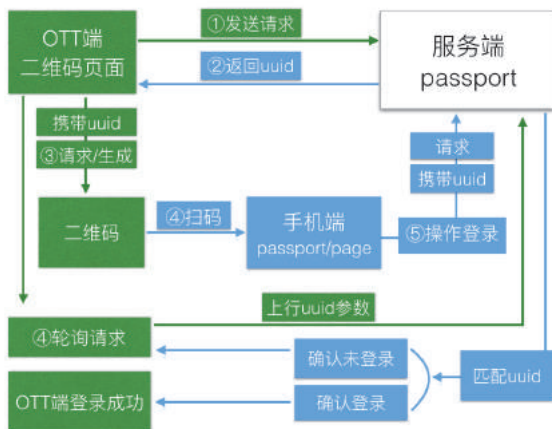 OTT端
二维码页面
①发送请求
②返回uuid
服务端
passport
携带uuid
③请求/生成
请求
携带uuid
二维码
④扫码
手机端
passport/page
⑤操作登录
上行uuid参数
④轮询请求
确认未登录
匹配uuid
OTT端登录成功
确认登录